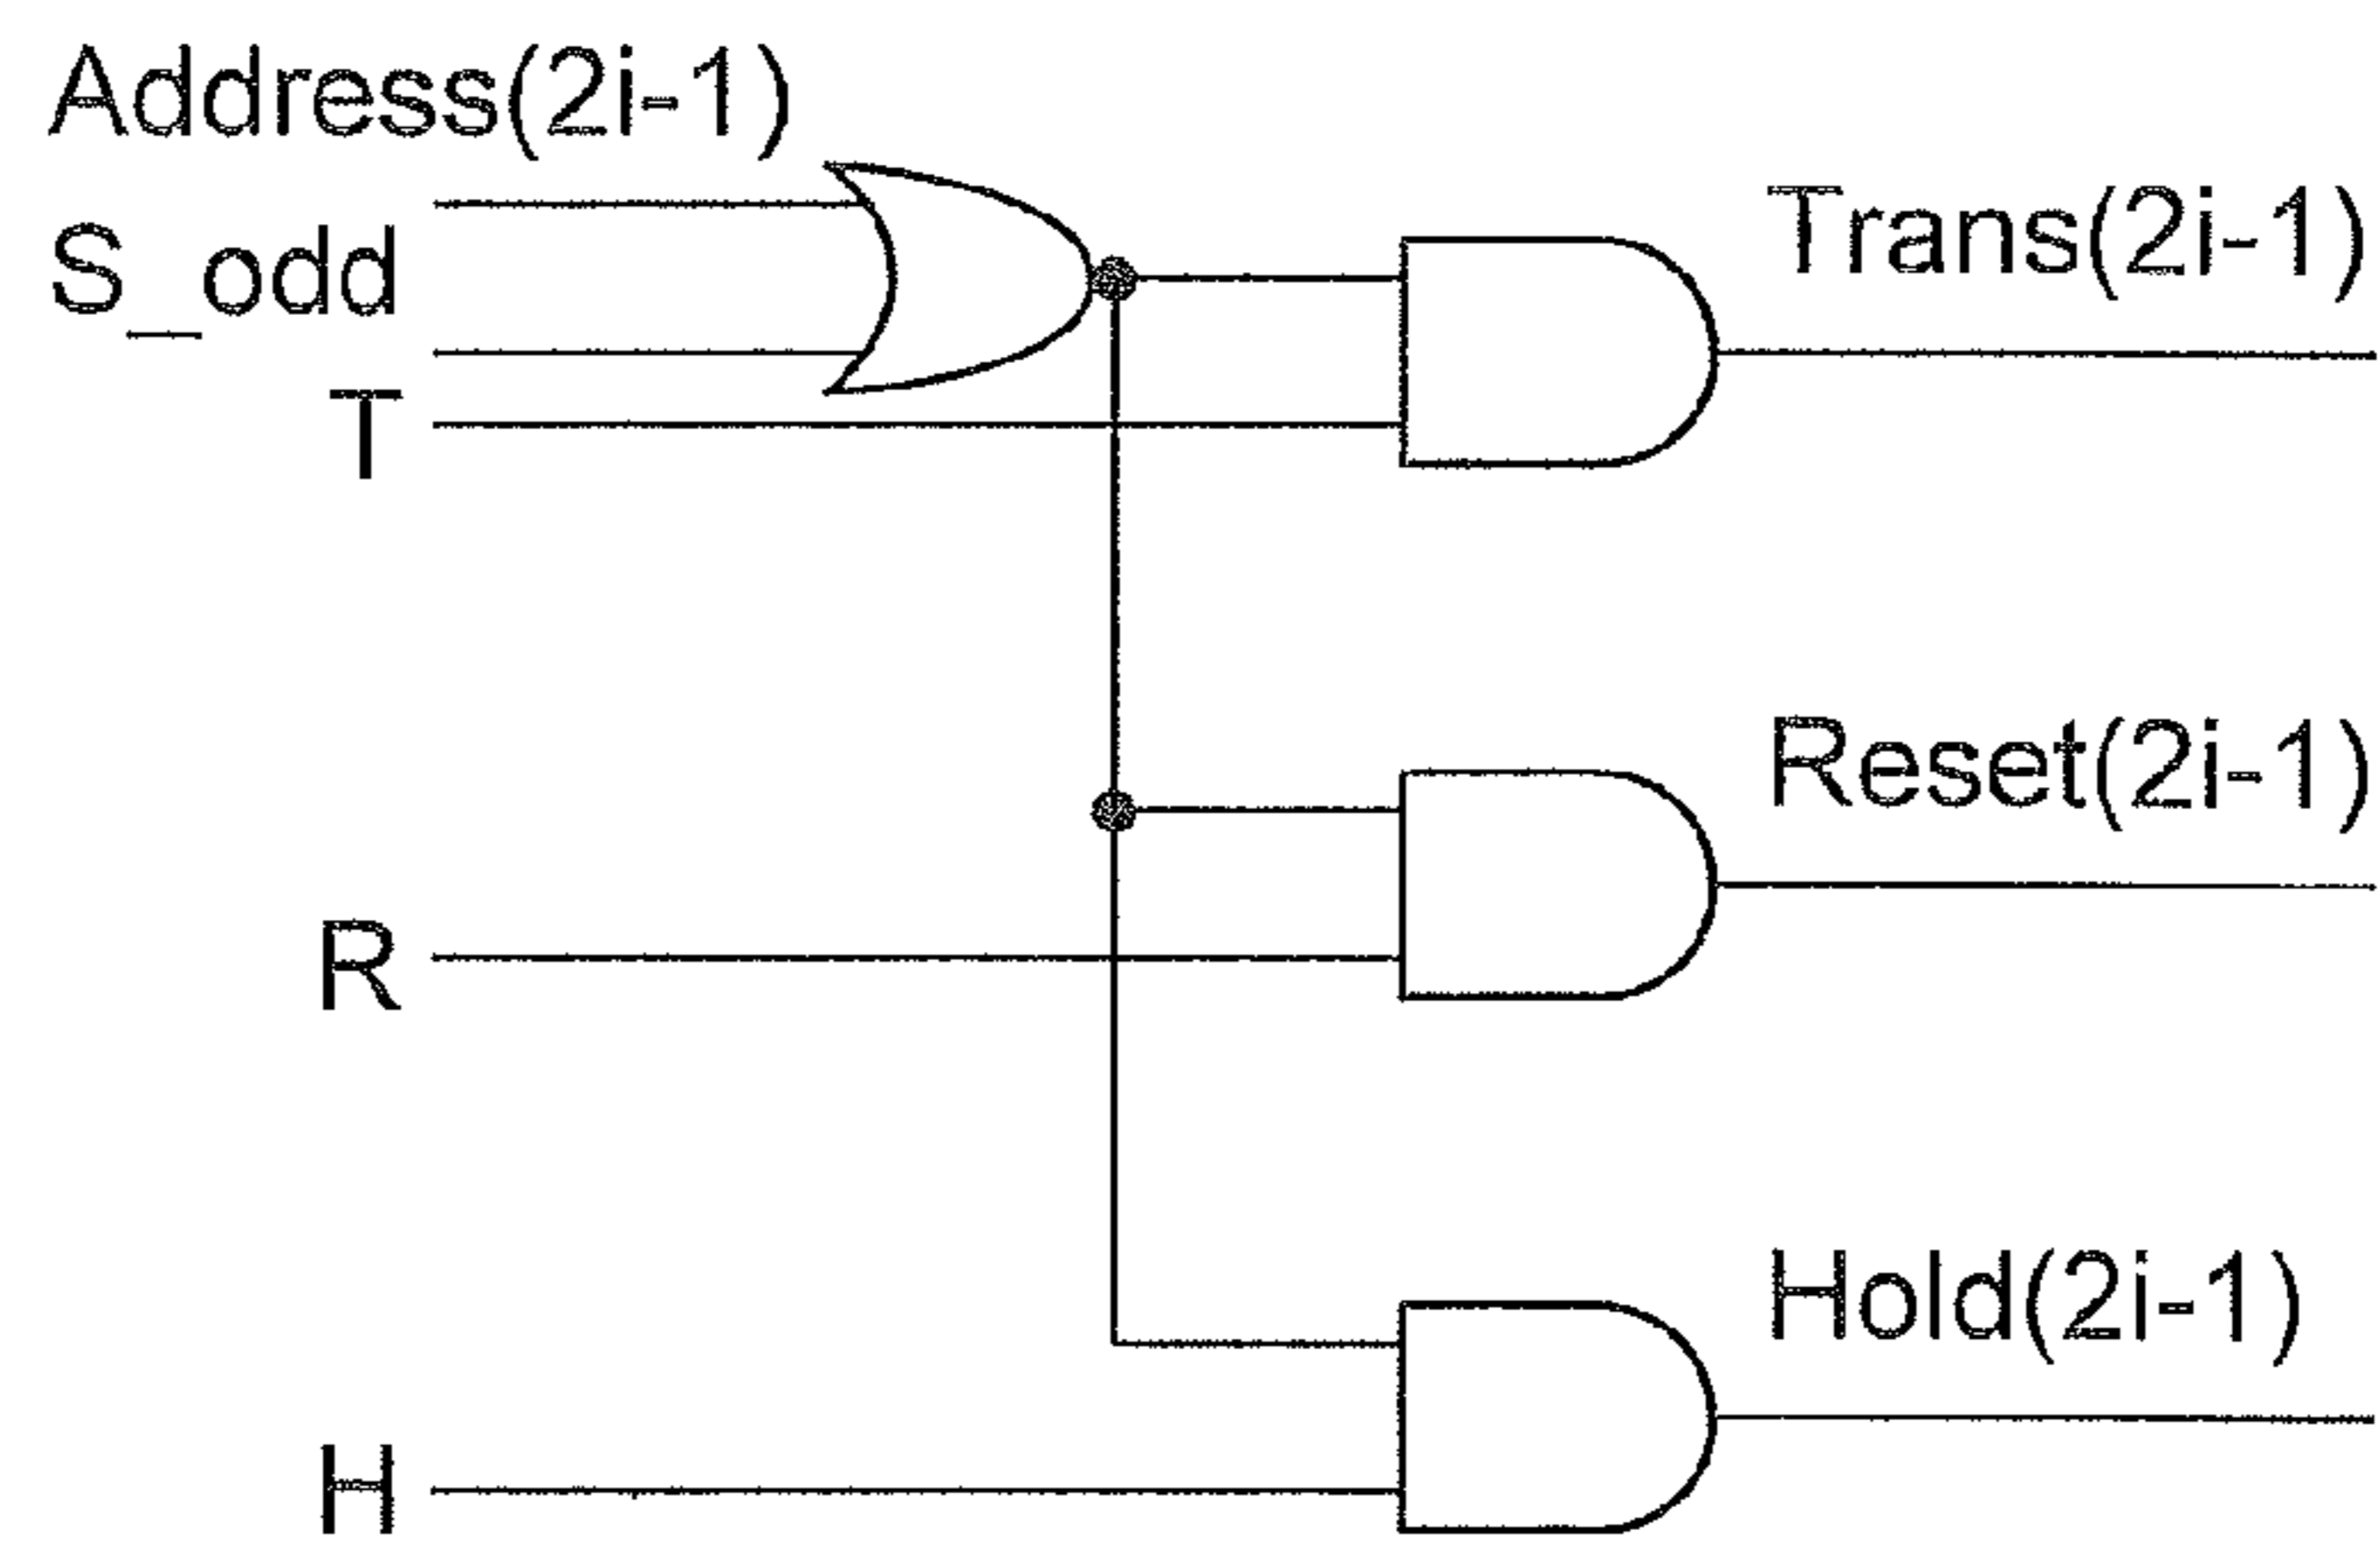 Address(2i-1)
S_odd
T
Trans(2i-1)
R
Reset(2i-1)
H
Hold(2i-1)